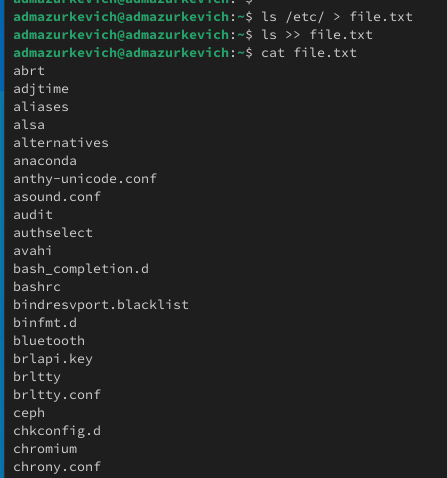 admazurkevich@admazurkevich:~$ ls /etc/ > file.txt
admazurkevich@admazurkevich:~$ ls >> file.txt
admazurkevich@admazurkevich:~$ cat file.txt
abrt
adjtime
aliases
alsa
alternatives
anaconda
anthy-unicode.conf
asound.conf
audit
authselect
avahi
bash_completion.d
bashrc
bindresvport.blacklist
binfmt.d
bluetooth
brlapi.key
brltty
brltty.conf
ceph
chkconfig.d
chromium
chrony.conf